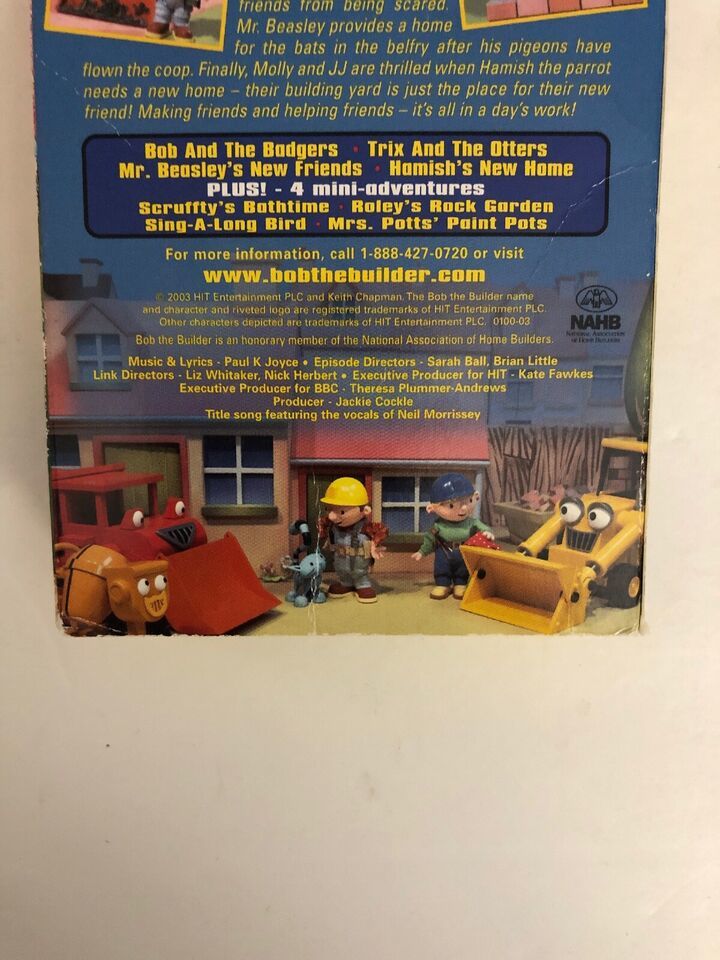 friends from being scared.
Mr. Beasley provides a home
for the bats in the belfry after his pigeons have
flown the coop. Finally, Molly and JJ are thrilled when Hamish the parrot
needs a new home – their building yard is just the place for their new
friend! Making friends and helping friends – it's all in a day's work!
Bob And The Badgers • Trix And The Otters
Mr. Beasley's New Friends • Hamish's New Home
PLUS! - 4 mini-adventures
Scruffty's Bathtime • Roley's Rock Garden
Sing-A-Long Bird • Mrs. Potts' Paint Pots
For more information, call 1-888-427-0720 or visit
www.bobthebuilder.com
© 2003 HIT Entertainment PLC and Keith Chapman. The Bob the Builder name
and character and riveted logo are registered trademarks of HIT Entertainment PLC.
Other characters depicted are trademarks of HIT Entertainment PLC. 0100-03
Bob the Builder is an honorary member of the National Association of Home Builders.
NAHB
National Association
of Home Builders
Music & Lyrics - Paul K Joyce • Episode Directors - Sarah Ball, Brian Little
Link Directors - Liz Whitaker, Nick Herbert • Executive Producer for HIT - Kate Fawkes
Executive Producer for BBC - Theresa Plummer-Andrews
Producer - Jackie Cockle
Title song featuring the vocals of Neil Morrissey